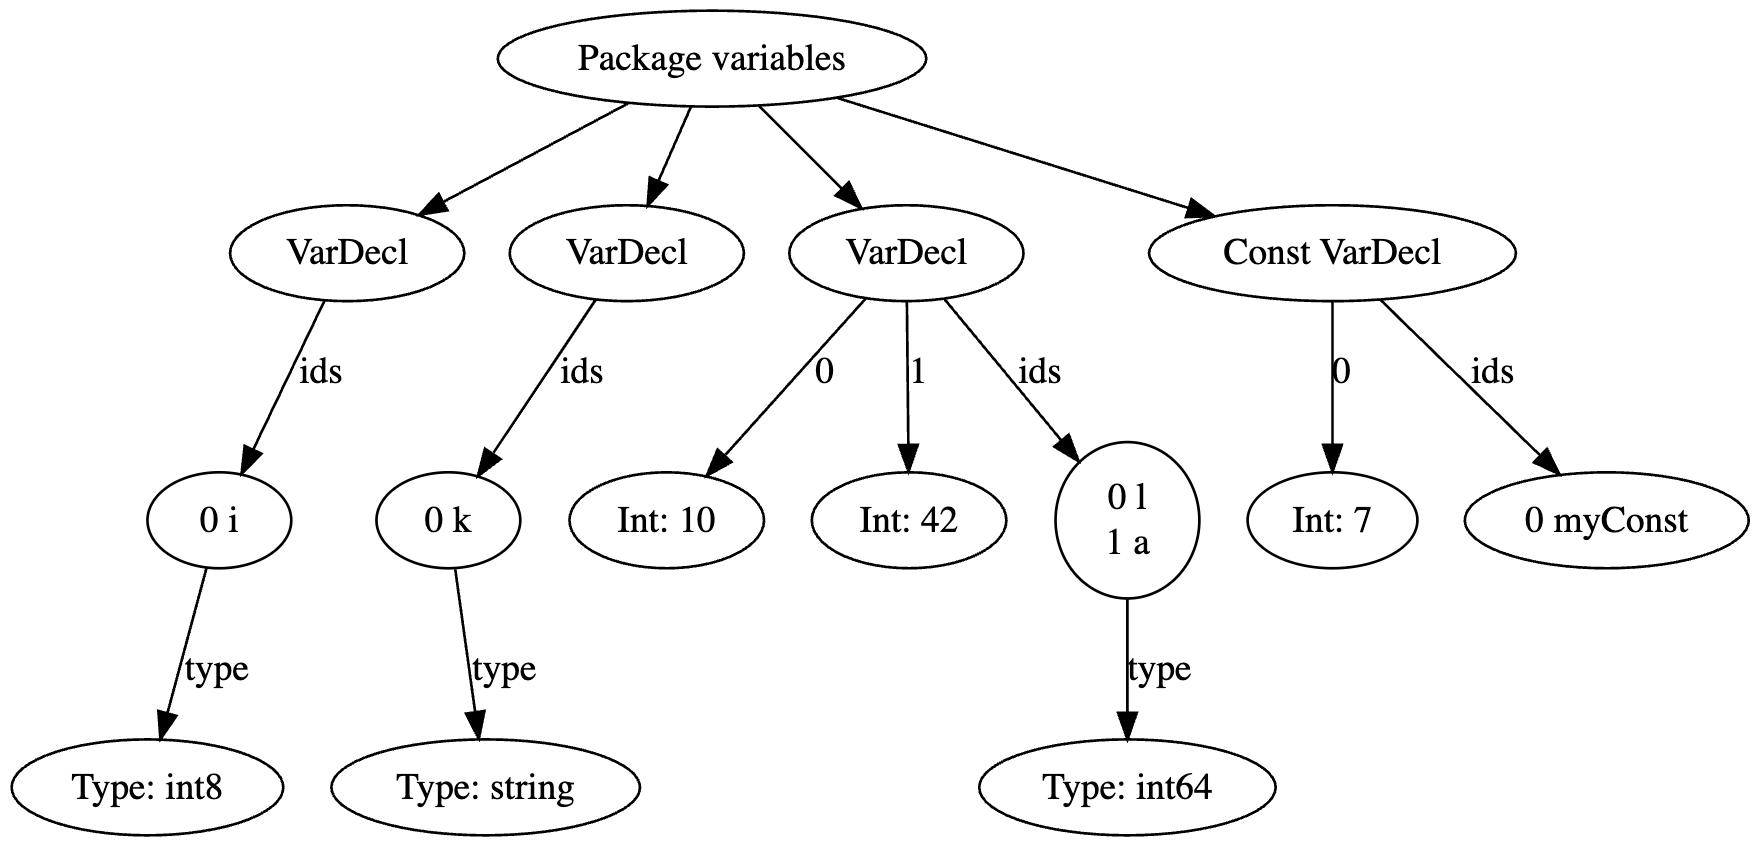 Package variables
VarDecl
VarDecl
VarDecl
Const VarDecl
ids
ids
0
1
ids
0
ids
0 i
0 k
Int: 10
Int: 42
0 l
1 a
Int: 7
0 myConst
type
type
type
Type: int8
Type: string
Type: int64